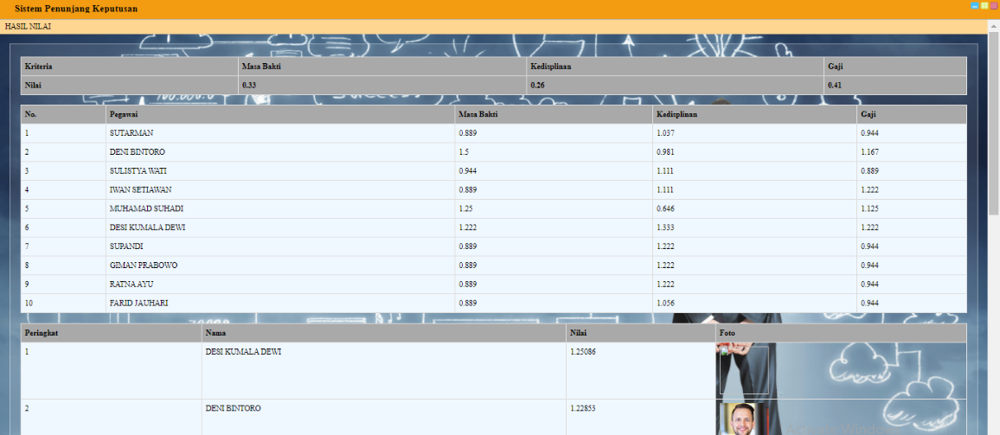 Sistem Penunjang Keputusan
HASIL NILAI
Kriteria Masa Bakti Kedisplinan Gaji
Nilai 0.33 0.26 0.41
No. Pegawai Masa Bakti Kedisplinan Gaji
1 SUTARMAN 0.889 1.037 0.944
2 DENI BINTORO 1.5 0.981 1.167
3 SULISTYA WATI 0.944 1.111 0.889
4 IWAN SETIAWAN 0.889 1.111 1.222
5 MUHAMAD SUHADI 1.25 0.646 1.125
6 DESI KUMALA DEWI 1.222 1.333 1.222
7 SUPANDI 0.889 1.222 0.944
8 GIMAN PRABOWO 0.889 1.222 0.944
9 RATNA AYU 0.889 1.222 0.944
10 FARID JAUHARI 0.889 1.056 0.944
Peringkat Nama Nilai Foto
1 DESI KUMALA DEWI 1.25086
2 DENI BINTORO 1.22853